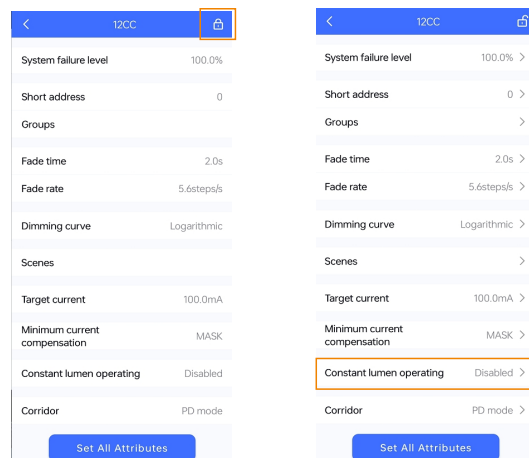 12CC
System failure level 100.0%
Short address 0
Groups
Fade time 2.0s
Fade rate 5.6steps/s
Dimming curve Logarithmic
Scenes
Target current 100.0mA
Minimum current
compensation MASK
Constant lumen operating Disabled
Corridor PD mode
Set All Attributes
12CC
System failure level 100.0%
Short address 0
Groups
Fade time 2.0s
Fade rate 5.6steps/s
Dimming curve Logarithmic
Scenes
Target current 100.0mA
Minimum current
compensation MASK
Constant lumen operating Disabled
Corridor PD mode
Set All Attributes